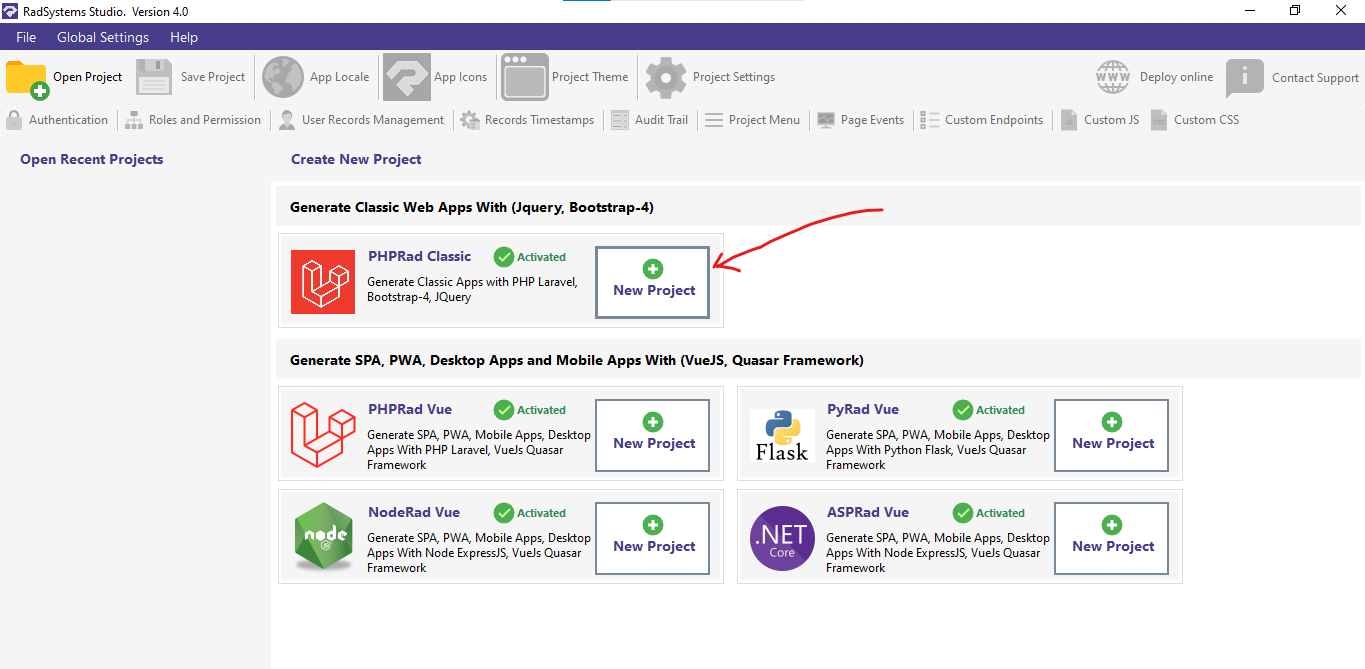 RadSystems Studio. Version 4.0
File Global Settings Help
Open Project Save Project App Locale App Icons Project Theme Project Settings WWW Deploy online i Contact Support
Authentication Roles and Permission User Records Management Records Timestamps Audit Trail Project Menu Page Events Custom Endpoints JS Custom JS CSS Custom CSS
Open Recent Projects
Create New Project
Generate Classic Web Apps With (Jquery, Bootstrap-4)
PHPRad Classic Activated
Generate Classic Apps with PHP Laravel,
Bootstrap-4, JQuery
New Project
Generate SPA, PWA, Desktop Apps and Mobile Apps With (VueJS, Quasar Framework)
PHPRad Vue Activated
Generate SPA, PWA, Mobile Apps, Desktop
Apps With PHP Laravel, VueJs Quasar
Framework
New Project
Flask
PyRad Vue Activated
Generate SPA, PWA, Mobile Apps, Desktop
Apps With Python Flask, VueJs Quasar
Framework
New Project
node
JS
NodeRad Vue Activated
Generate SPA, PWA, Mobile Apps, Desktop
Apps With Node ExpressJS, VueJs Quasar
Framework
New Project
.NET
Core
ASPRad Vue Activated
Generate SPA, PWA, Mobile Apps, Desktop
Apps With Node ExpressJS, VueJs Quasar
Framework
New Project